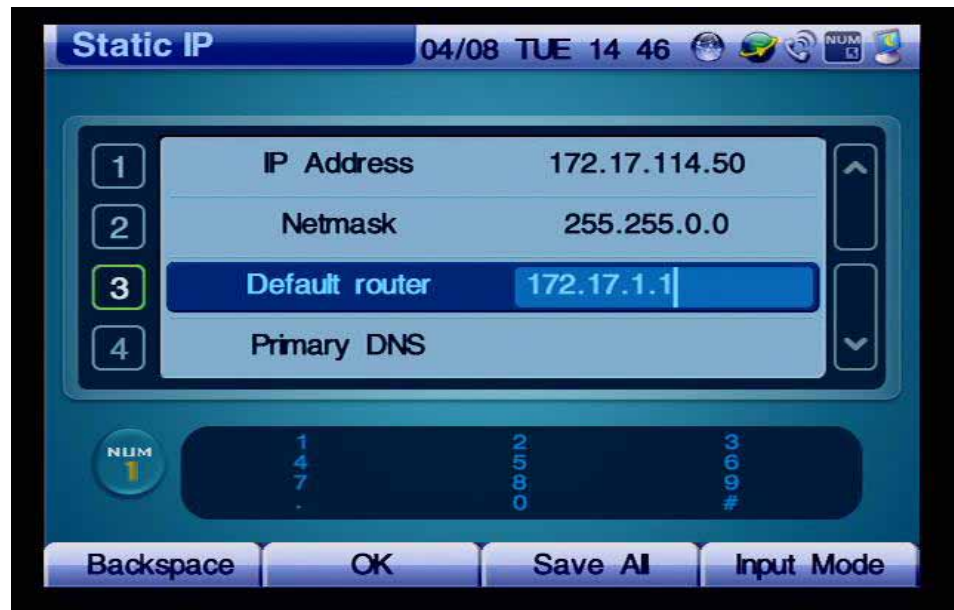 Static IP 04/08 TUE 14 46 NUM
1 IP Address 172.17.114.50
2 Netmask 255.255.0.0
3 Default router 172.17.1.1
4 Primary DNS
NUM
1
1 2 3
4 5 6
7 8 9
. 0 #
Backspace OK Save All Input Mode